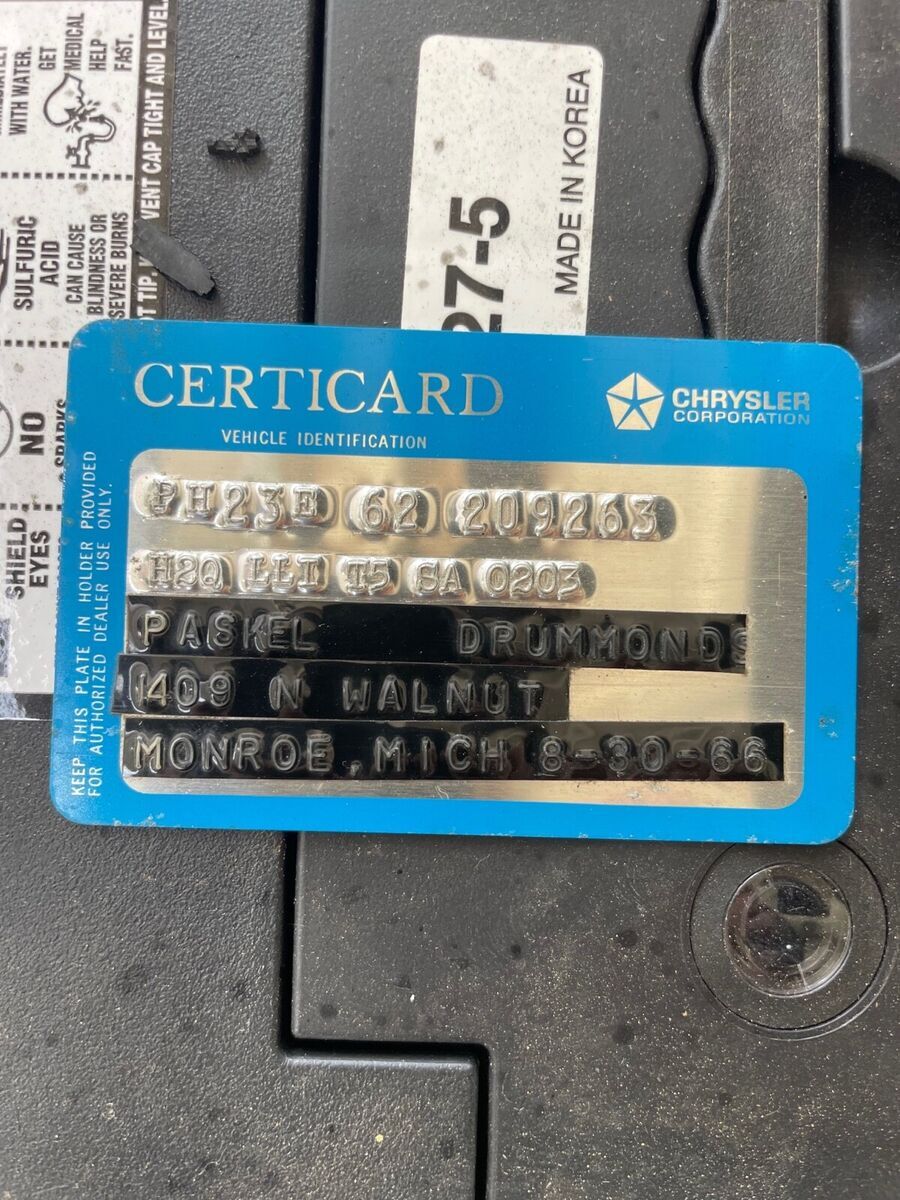 WITH WATER.
GET
MEDICAL
HELP
FAST.
VENT CAP TIGHT AND LEVEL
SULFURIC
ACID
CAN CAUSE
BLINDNESS OR
SEVERE BURNS
OT TIP.
NO
SHIELD
EYES
27-5
MADE IN KOREA
CERTICARD
VEHICLE IDENTIFICATION
CHRYSLER
CORPORATION
KEEP THIS PLATE IN HOLDER PROVIDED
FOR AUTHORIZED DEALER USE ONLY.
PH23E 62 209263
H2Q LLI T5 SA 0203
PASKEL DRUMMONDS
1409 N WALNUT
MONROE,MICH 8-30-66